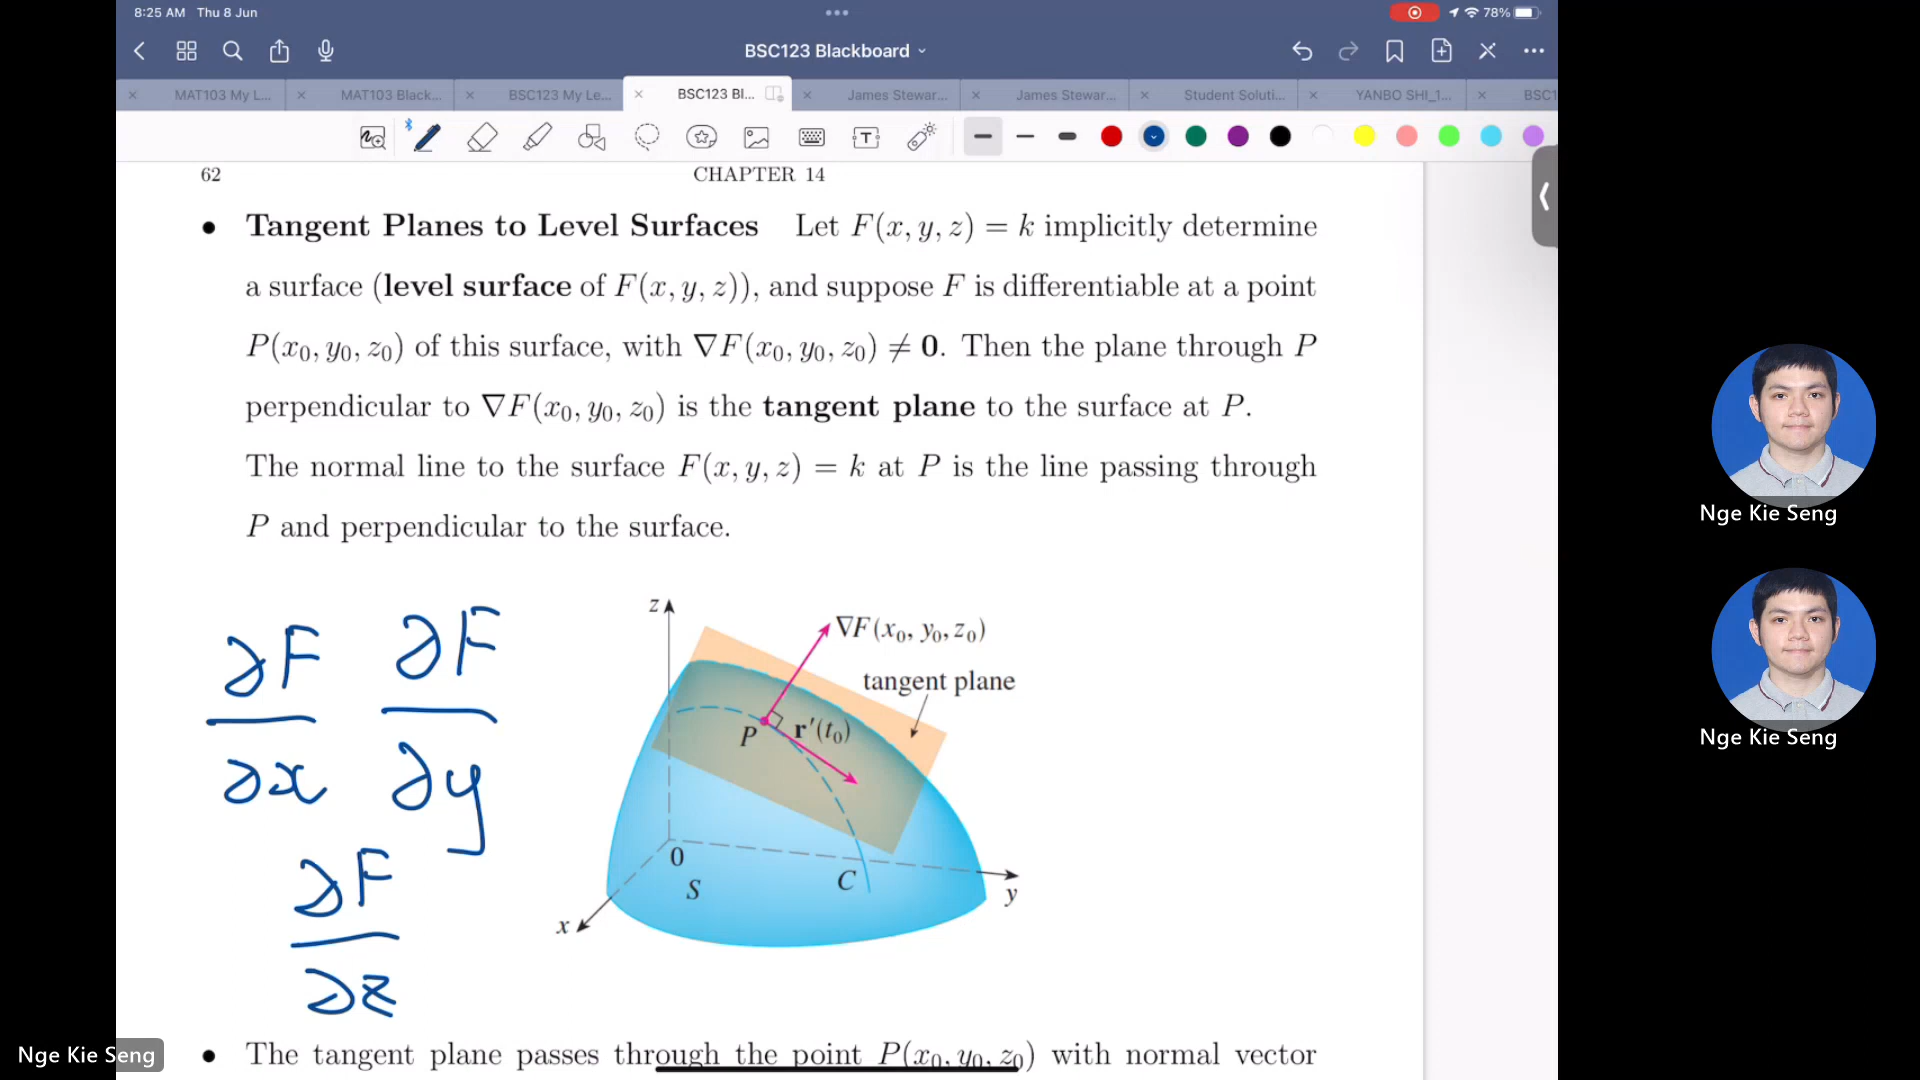 8:25 AM Thu 8 Jun
78%
BSC123 Blackboard
MAT103 My L... MAT103 Black... BSC123 My Le... BSC123 Bl... James Stewar... James Stewar... Student Soluti... YANBO SHI_1... BSC1
62 CHAPTER 14
• Tangent Planes to Level Surfaces Let F(x, y, z) = k implicitly determine
a surface (level surface of F(x, y, z)), and suppose F is differentiable at a point
P(x₀, y₀, z₀) of this surface, with ∇F(x₀, y₀, z₀) ≠ 0. Then the plane through P
perpendicular to ∇F(x₀, y₀, z₀) is the tangent plane to the surface at P.
The normal line to the surface F(x, y, z) = k at P is the line passing through
P and perpendicular to the surface.
∂F/∂x ∂F/∂y
∂F/∂z
z
∇F(x₀, y₀, z₀)
tangent plane
P r′(t₀)
0
S C
y
x
• The tangent plane passes through the point P(x₀, y₀, z₀) with normal vector
Nge Kie Seng
Nge Kie Seng
Nge Kie Seng